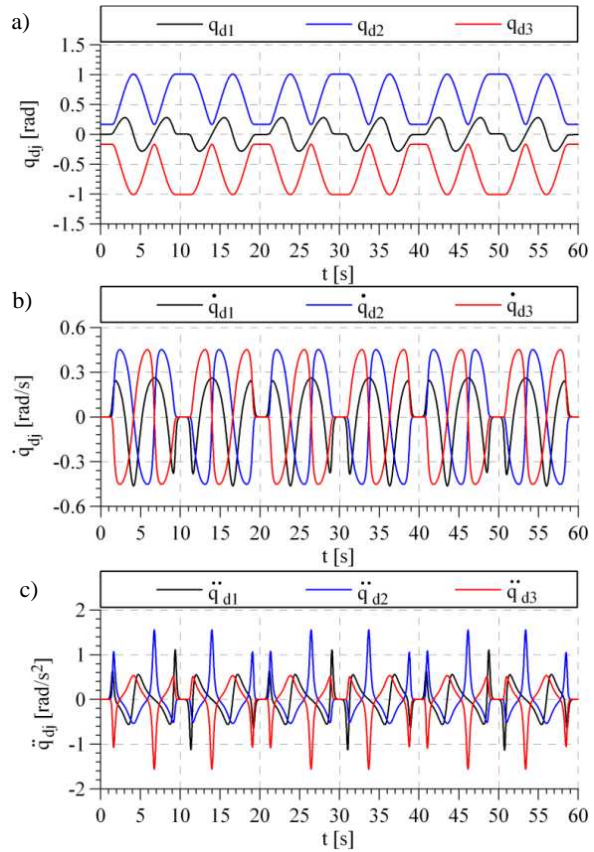 a)
q_d1 q_d2 q_d3
1.5
1
0.5
0
-0.5
-1
-1.5
q_dj [rad]
0 5 10 15 20 25 30 35 40 45 50 55 60
t [s]
b)
q̇_d1 q̇_d2 q̇_d3
0.6
0.3
0
-0.3
-0.6
q̇_dj [rad/s]
0 5 10 15 20 25 30 35 40 45 50 55 60
t [s]
c)
q̈_d1 q̈_d2 q̈_d3
2
1
0
-1
-2
q̈_dj [rad/s²]
0 5 10 15 20 25 30 35 40 45 50 55 60
t [s]